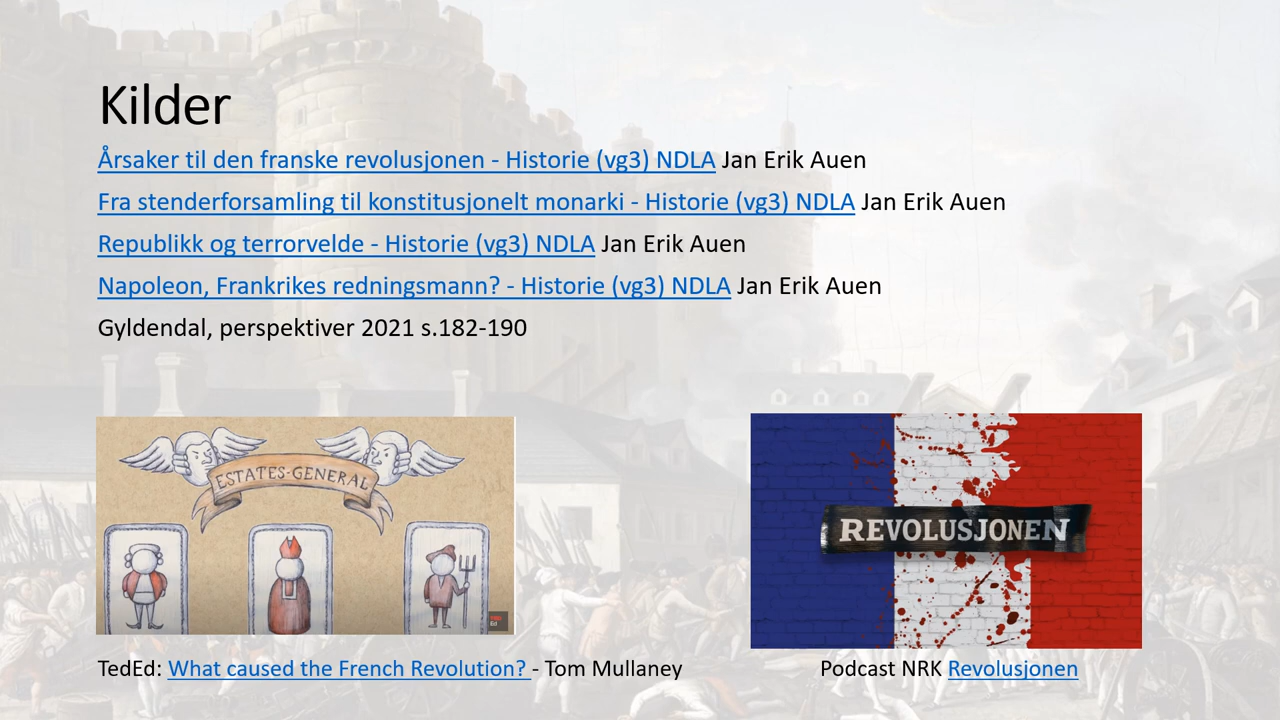 Kilder
Årsaker til den franske revolusjonen - Historie (vg3) NDLA Jan Erik Auen
Fra stenderforsamling til konstitusjonelt monarki - Historie (vg3) NDLA Jan Erik Auen
Republikk og terrorvelde - Historie (vg3) NDLA Jan Erik Auen
Napoleon, Frankrikes redningsmann? - Historie (vg3) NDLA Jan Erik Auen
Gyldendal, perspektiver 2021 s.182-190
ESTATES-GENERAL
REVOLUSJONEN
TedEd: What caused the French Revolution? - Tom Mullaney
Podcast NRK Revolusjonen